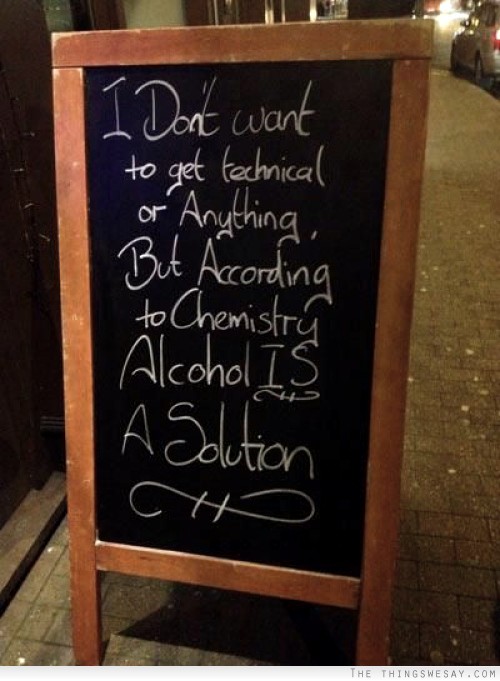 I Don't want
to get technical
or Anything,
But According
to Chemistry
Alcohol IS
A Solution
THE THINGSWESAY.COM